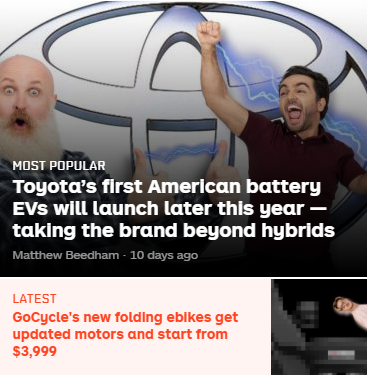 MOST POPULAR
Toyota's first American battery
EVs will launch later this year —
taking the brand beyond hybrids
Matthew Beedham · 10 days ago
LATEST
GoCycle's new folding ebikes get
updated motors and start from
$3,999